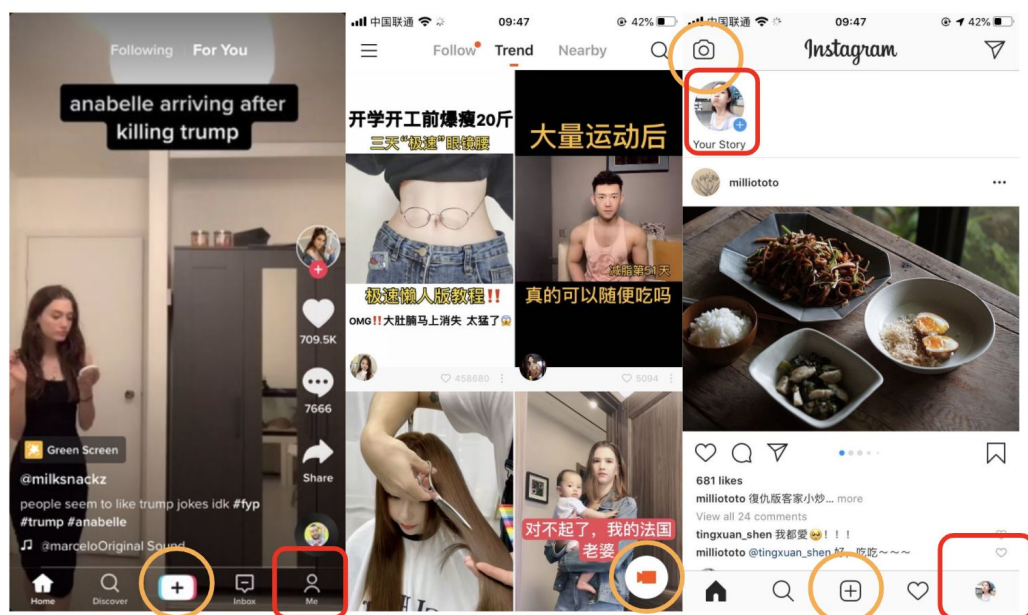 Following
For You
anabelle arriving after
killing trump
709.5K
7666
Share
Green Screen
@milksnackz
people seem to like trump jokes idk #fyp
#trump #anabelle
@marceloOriginal Sound
Home
Discover
Inbox
Me
中国联通
09:47
42%
Follow
Trend
Nearby
开学开工前爆瘦20斤
三天“极速”眼镜腰
极速懒人版教程!!
OMG!!大肚腩马上消失 太猛了
458680
大量运动后
减脂第51天
真的可以随便吃吗
5094
对不起了，我的法国
老婆
中国联通
09:47
42%
Instagram
Your Story
milliototo
681 likes
milliototo 復仇版客家小炒... more
View all 24 comments
tingxuan_shen 我都愛🥺！！！
milliototo @tingxuan_shen 好，吃吃～～～